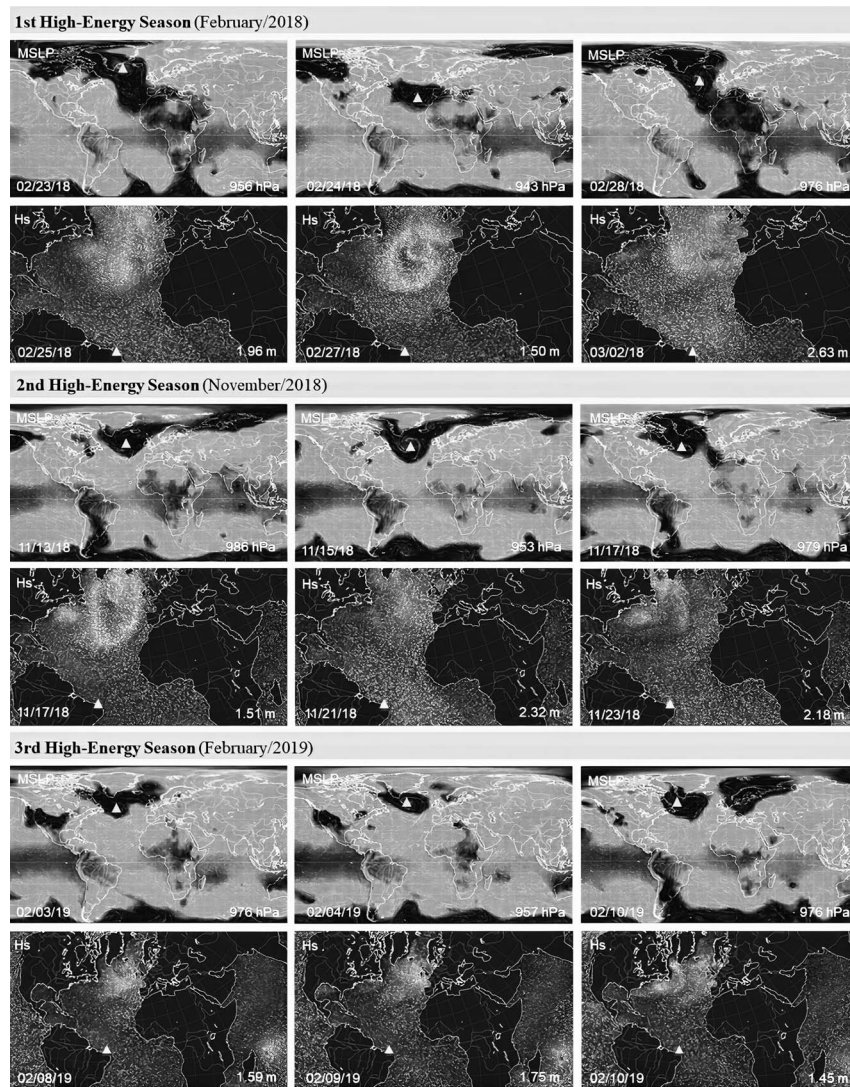 1st High-Energy Season (February/2018)
MSLP
02/23/18 956 hPa
MSLP
02/24/18 943 hPa
MSLP
02/28/18 976 hPa
Hs
02/25/18 1.96 m
Hs
02/27/18 1.50 m
Hs
03/02/18 2.63 m
2nd High-Energy Season (November/2018)
MSLP
11/13/18 986 hPa
MSLP
11/15/18 953 hPa
MSLP
11/17/18 979 hPa
Hs
11/17/18 1.51 m
Hs
11/21/18 2.32 m
Hs
11/23/18 2.18 m
3rd High-Energy Season (February/2019)
MSLP
02/03/19 976 hPa
MSLP
02/04/19 957 hPa
MSLP
02/10/19 976 hPa
Hs
02/08/19 1.59 m
Hs
02/09/19 1.75 m
Hs
02/10/19 1.45 m